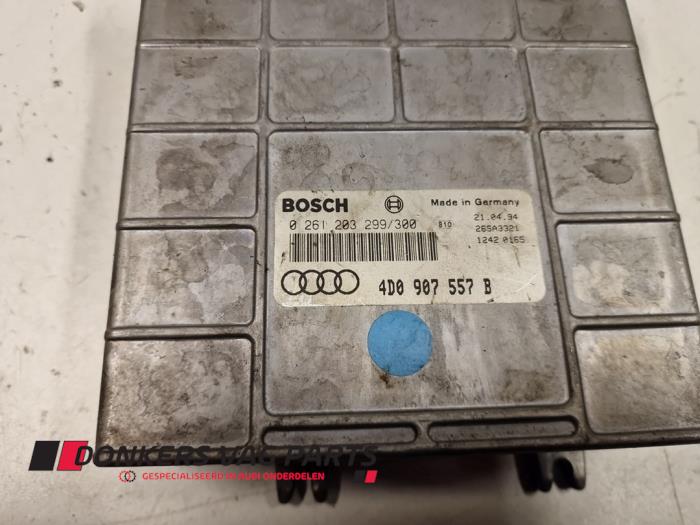 BOSCH
Made in Germany
0 261 203 299/300
B10
21.04.94
26SA3321
1242 0165
4D0 907 557 B
DONKERS VAG PARTS
GESPECIALISEERD IN AUDI ONDERDELEN